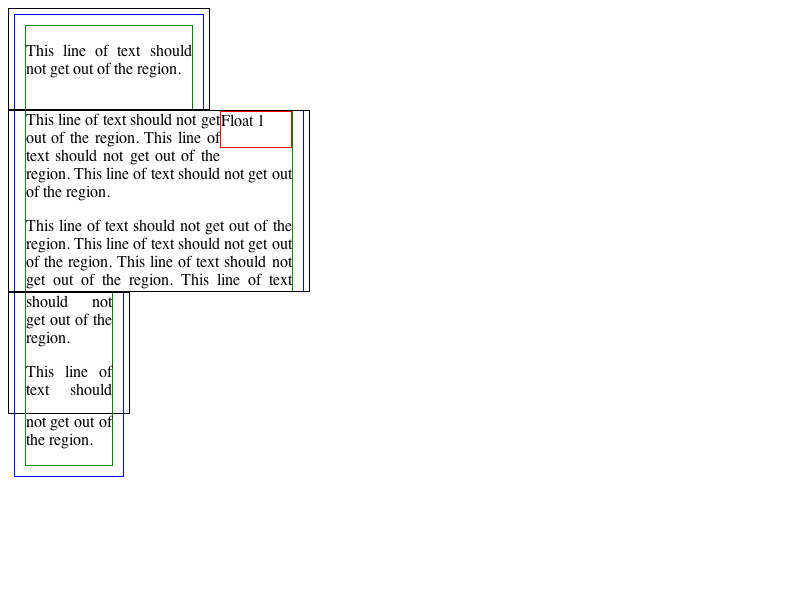 This line of text should
not get out of the region.
This line of text should not get Float 1
out of the region. This line of
text should not get out of the
region. This line of text should not get out
of the region.
This line of text should not get out of the
region. This line of text should not get out
of the region. This line of text should not
get out of the region. This line of text
should not
get out of the
region.
This line of
text should
not get out of
the region.